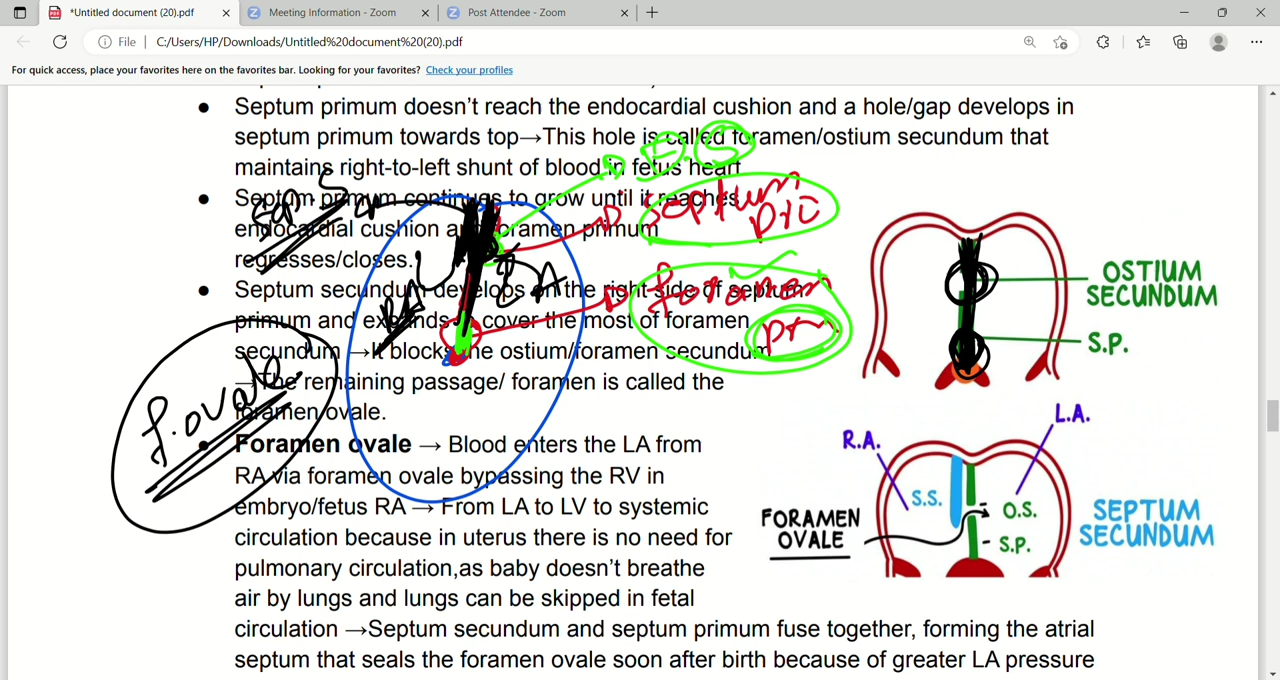 *Untitled document (20).pdf
Meeting Information - Zoom
Post Attendee - Zoom
File
C:/Users/HP/Downloads/Untitled%20document%20(20).pdf
For quick access, place your favorites here on the favorites bar. Looking for your favorites? Check your profiles
● Septum primum doesn’t reach the endocardial cushion and a hole/gap develops in
septum primum towards top→This hole is called foramen/ostium secundum that
maintains right-to-left shunt of blood in fetus heart
● Septum primum continues to grow until it reaches
endocardial cushion and foramen primum
regresses/closes.
● Septum secundum develops on the right side of septum
primum and expands to cover the most of foramen
secundum → It blocks the ostium/foramen secundum
→The remaining passage/ foramen is called the
foramen ovale.
● Foramen ovale → Blood enters the LA from
RA via foramen ovale bypassing the RV in
embryo/fetus RA → From LA to LV to systemic
circulation because in uterus there is no need for
pulmonary circulation,as baby doesn’t breathe
air by lungs and lungs can be skipped in fetal
circulation →Septum secundum and septum primum fuse together, forming the atrial
septum that seals the foramen ovale soon after birth because of greater LA pressure
F.S
Septum
foramen
Sep. S
RA
LA
f.ovale
OSTIUM
SECUNDUM
S.P.
L.A.
R.A.
S.S.
O.S.
S.P.
FORAMEN
OVALE
SEPTUM
SECUNDUM